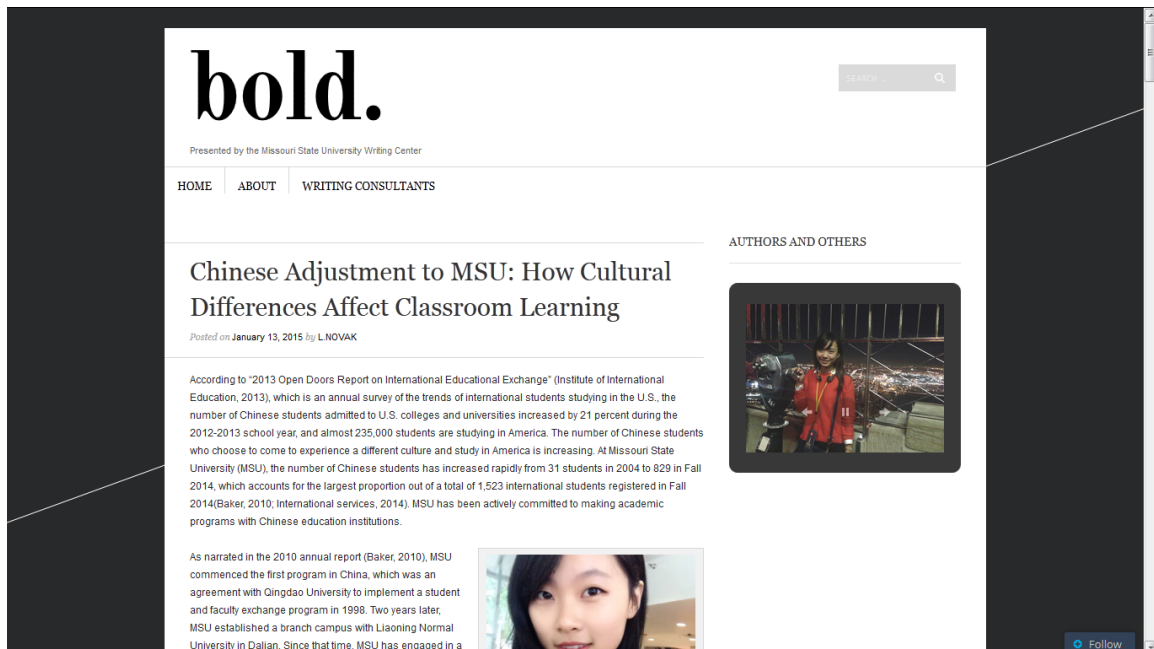 bold.
SEARCH ...
Presented by the Missouri State University Writing Center
HOME
ABOUT
WRITING CONSULTANTS
Chinese Adjustment to MSU: How Cultural
Differences Affect Classroom Learning
Posted on January 13, 2015 by L.NOVAK
According to “2013 Open Doors Report on International Educational Exchange” (Institute of International
Education, 2013), which is an annual survey of the trends of international students studying in the U.S., the
number of Chinese students admitted to U.S. colleges and universities increased by 21 percent during the
2012-2013 school year, and almost 235,000 students are studying in America. The number of Chinese students
who choose to come to experience a different culture and study in America is increasing. At Missouri State
University (MSU), the number of Chinese students has increased rapidly from 31 students in 2004 to 829 in Fall
2014, which accounts for the largest proportion out of a total of 1,523 international students registered in Fall
2014(Baker, 2010; International services, 2014). MSU has been actively committed to making academic
programs with Chinese education institutions.
As narrated in the 2010 annual report (Baker, 2010), MSU
commenced the first program in China, which was an
agreement with Qingdao University to implement a student
and faculty exchange program in 1998. Two years later,
MSU established a branch campus with Liaoning Normal
University in Dalian. Since that time, MSU has engaged in a
AUTHORS AND OTHERS
Follow